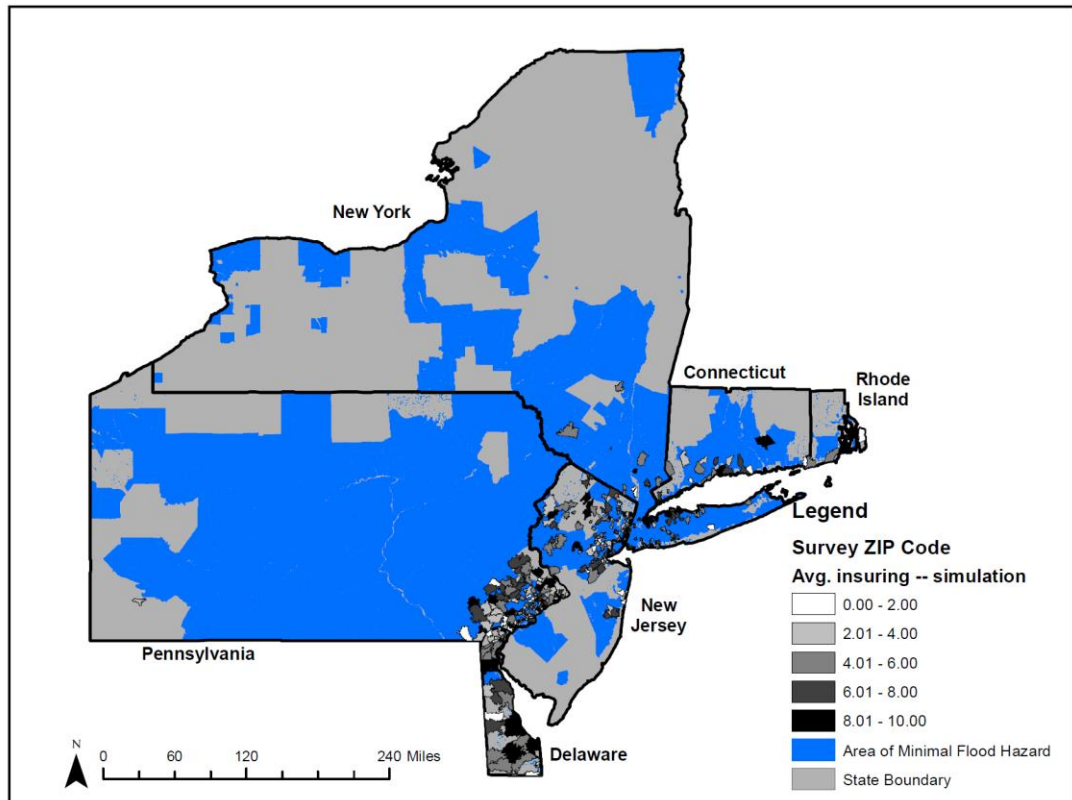 New York
Connecticut
Rhode
Island
Legend
Survey ZIP Code
Avg. insuring -- simulation
0.00 - 2.00
2.01 - 4.00
4.01 - 6.00
6.01 - 8.00
8.01 - 10.00
Area of Minimal Flood Hazard
State Boundary
New
Jersey
Pennsylvania
Delaware
N
0 60 120 240 Miles